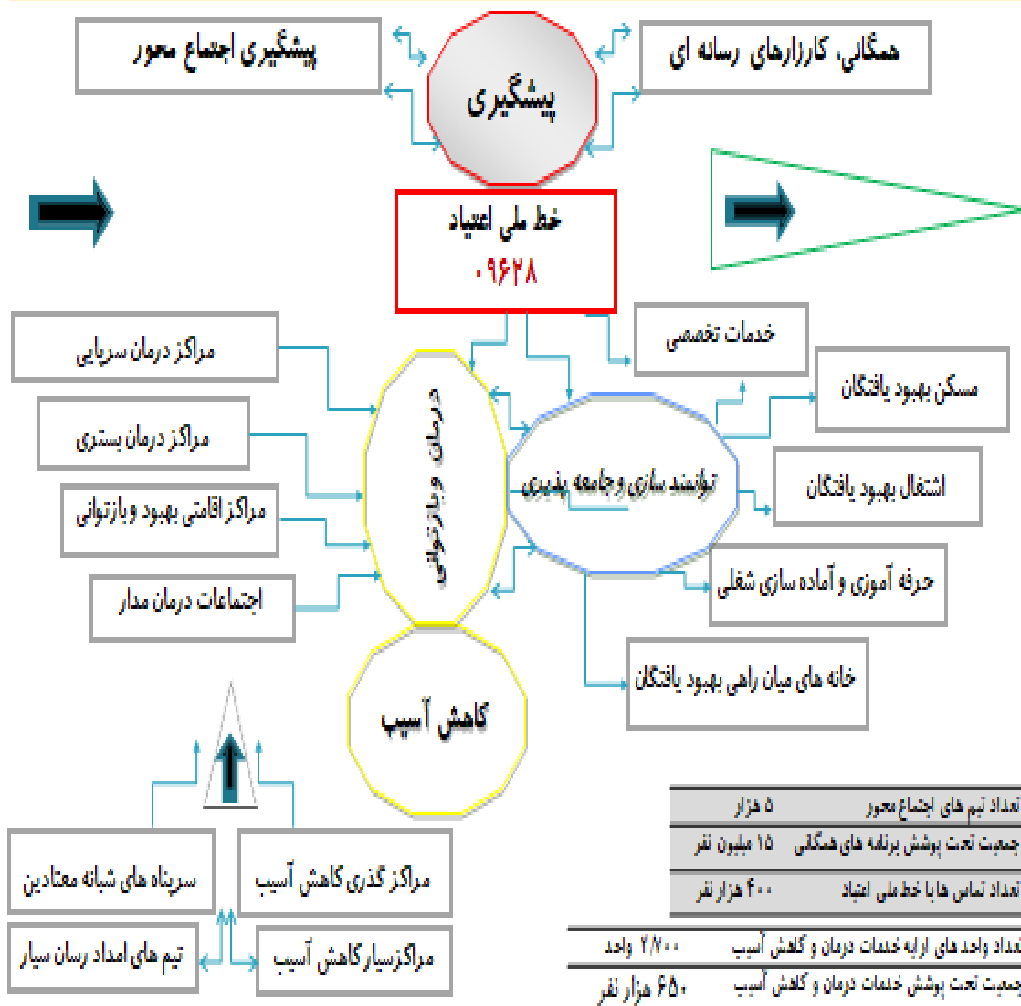 همگانی، کارزارهای رسانه ای
پیشگیری
پیشگیری اجتماع محور
خط ملی اعتیاد
۰۹۶۲۸
خدمات تخصصی
مراکز درمان سرپایی
مسکن بهبود یافتگان
مراکز درمان بستری
درمان وبازتوانی
توانمند سازی و جامعه پذیری
اشتغال بهبود یافتگان
مراکز اقامتی بهبود وبازتوانی
حرفه آموزی و آماده سازی شغلی
اجتماعات درمان مدار
خانه های میان راهی بهبود یافتگان
کاهش آسیب
تعداد تیم های اجتماع محور ۵ هزار
جمعیت تحت پوشش برنامه های همگانی ۱۵ میلیون نفر
تعداد تماس ها با خط ملی اعتیاد ۴۰۰ هزار نفر
تعداد واحد های ارایه خدمات درمان و کاهش آسیب ۲/۷۰۰ واحد
جمعیت تحت پوشش خدمات درمان و کاهش آسیب ۶۵۰ هزار نفر
مراکز گذری کاهش آسیب
سرپناه های شبانه معتادین
مراکزسیار کاهش آسیب
تیم های امداد رسان سیار